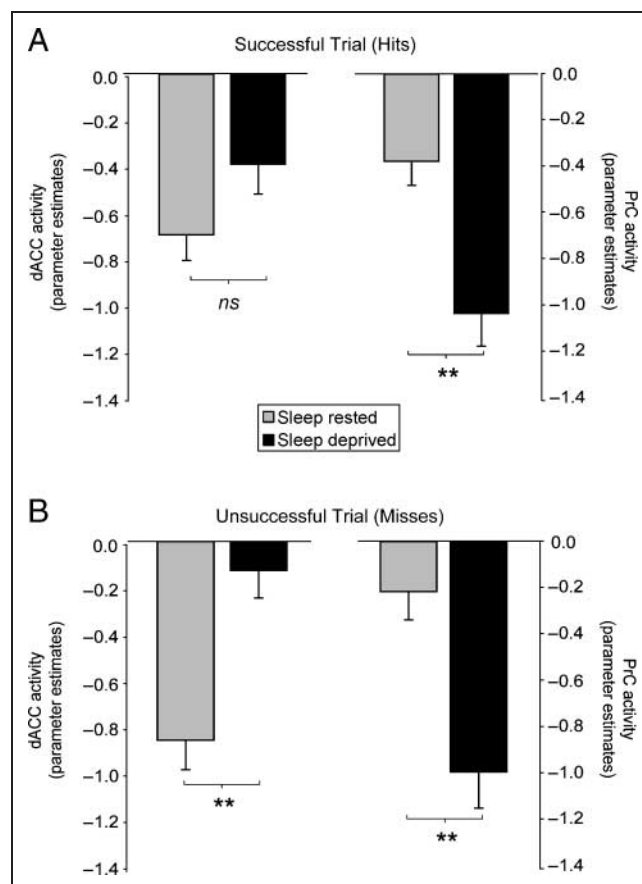 A
Successful Trial (Hits)
0.0
–0.2
–0.4
–0.6
–0.8
–1.0
–1.2
–1.4
dACC activity
(parameter estimates)
ns
0.0
–0.2
–0.4
–0.6
–0.8
–1.0
–1.2
–1.4
PrC activity
(parameter estimates)
**
Sleep rested
Sleep deprived
B
Unsuccessful Trial (Misses)
0.0
–0.2
–0.4
–0.6
–0.8
–1.0
–1.2
–1.4
dACC activity
(parameter estimates)
**
0.0
–0.2
–0.4
–0.6
–0.8
–1.0
–1.2
–1.4
PrC activity
(parameter estimates)
**